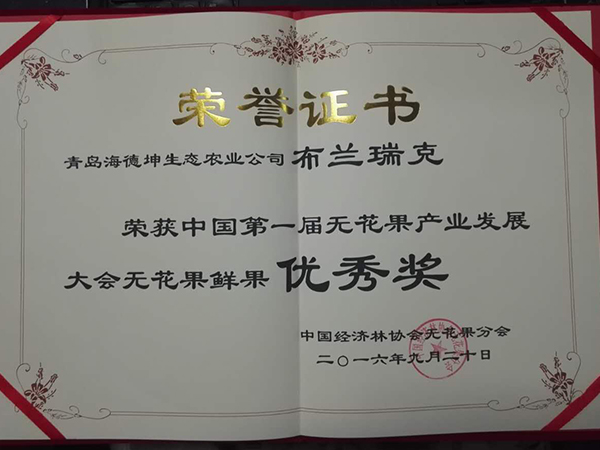 荣誉证书
青岛海德坤生态农业公司 布兰瑞克
荣获中国第一届无花果产业发展
大会无花果鲜果 优秀奖
中国经济林协会无花果分会
二〇一六年九月二十日